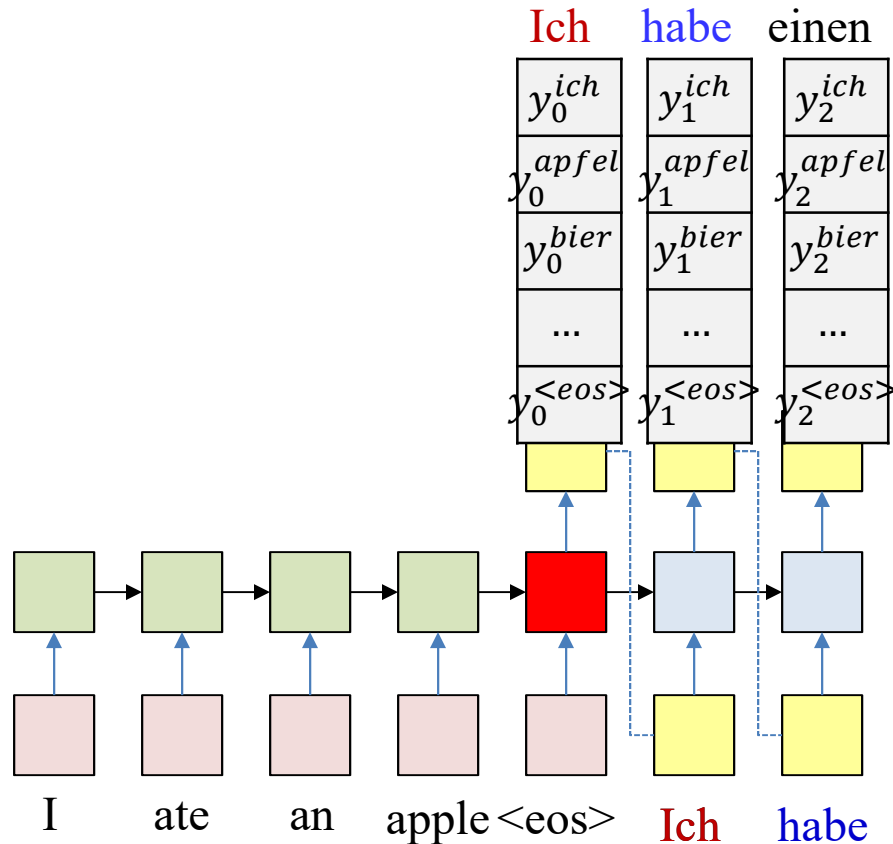 Ich habe einen
y_0^{ich} y_1^{ich} y_2^{ich}
y_0^{apfel} y_1^{apfel} y_2^{apfel}
y_0^{bier} y_1^{bier} y_2^{bier}
... ... ...
y_0^{<eos>} y_1^{<eos>} y_2^{<eos>}
I ate an apple <eos> Ich habe